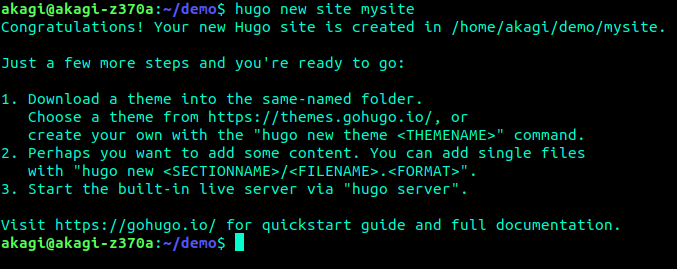 akagi@akagi-z370a:~/demo$ hugo new site mysite
Congratulations! Your new Hugo site is created in /home/akagi/demo/mysite.

Just a few more steps and you're ready to go:

1. Download a theme into the same-named folder.
   Choose a theme from https://themes.gohugo.io/, or
   create your own with the "hugo new theme <THEMENAME>" command.
2. Perhaps you want to add some content. You can add single files
   with "hugo new <SECTIONNAME>/<FILENAME>.<FORMAT>".
3. Start the built-in live server via "hugo server".

Visit https://gohugo.io/ for quickstart guide and full documentation.
akagi@akagi-z370a:~/demo$